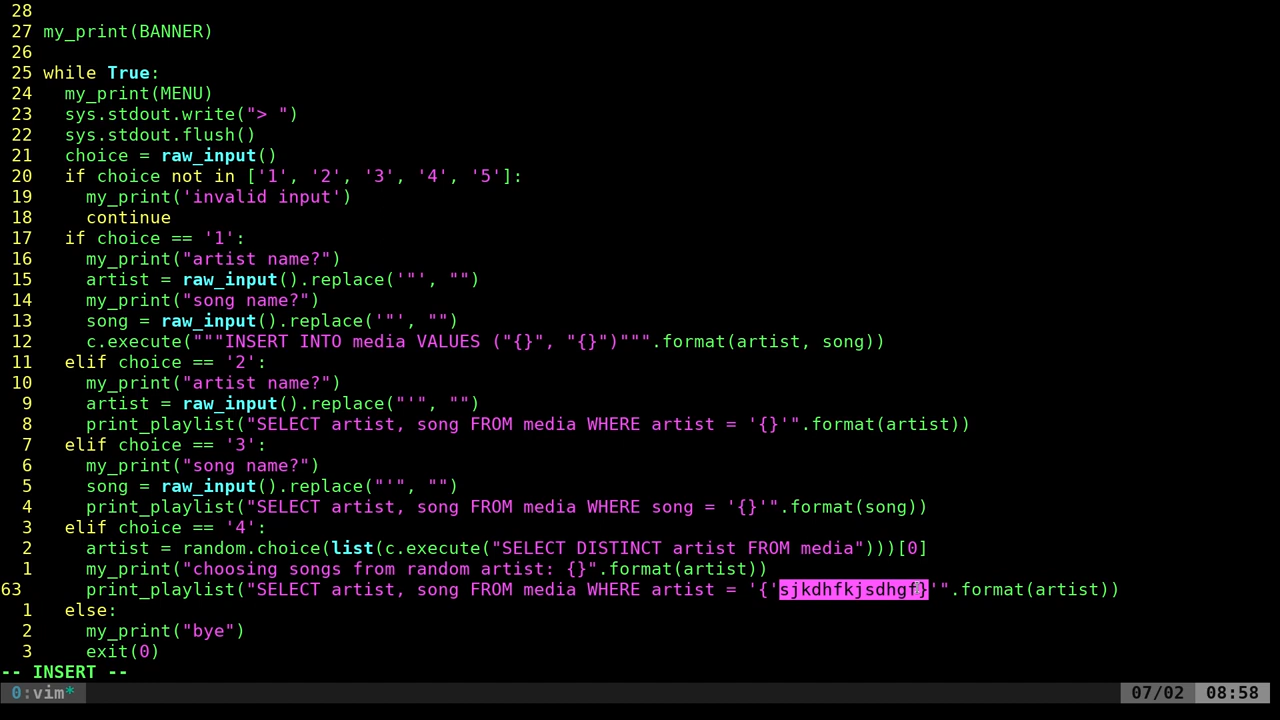 28
27 my_print(BANNER)
26
25 while True:
24   my_print(MENU)
23   sys.stdout.write("> ")
22   sys.stdout.flush()
21   choice = raw_input()
20   if choice not in ['1', '2', '3', '4', '5']:
19     my_print('invalid input')
18     continue
17   if choice == '1':
16     my_print("artist name?")
15     artist = raw_input().replace('"', "")
14     my_print("song name?")
13     song = raw_input().replace('"', "")
12     c.execute("""INSERT INTO media VALUES ("{}", "{}")""".format(artist, song))
11   elif choice == '2':
10     my_print("artist name?")
9     artist = raw_input().replace("'", "")
8     print_playlist("SELECT artist, song FROM media WHERE artist = '{}'".format(artist))
7   elif choice == '3':
6     my_print("song name?")
5     song = raw_input().replace("'", "")
4     print_playlist("SELECT artist, song FROM media WHERE song = '{}'".format(song))
3   elif choice == '4':
2     artist = random.choice(list(c.execute("SELECT DISTINCT artist FROM media")))[0]
1     my_print("choosing songs from random artist: {}".format(artist))
63      print_playlist("SELECT artist, song FROM media WHERE artist = '{'sjkdhfkjsdhgf}'".format(artist))
1   else:
2     my_print("bye")
3     exit(0)
-- INSERT --
0:vim* 07/02 08:58